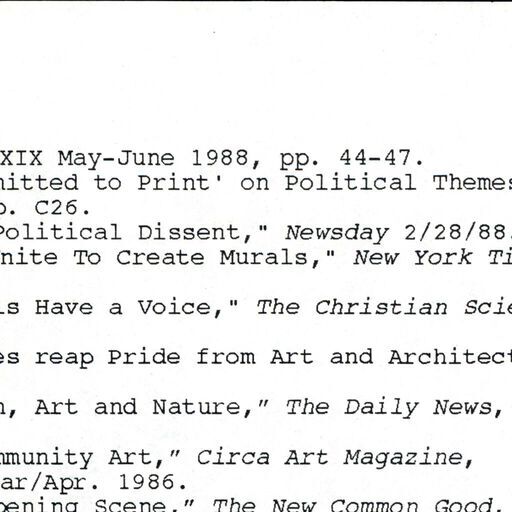 XIX May-June 1988, pp. 44-47.
mitted to Print' on Political Themes
p. C26.
Political Dissent," Newsday 2/28/88.
nite To Create Murals," New York Ti
ls Have a Voice," The Christian Scie
es reap Pride from Art and Architect
n, Art and Nature,” The Daily News,
mmunity Art,” Circa Art Magazine,
ar/Apr. 1986.
pening Scene,” The New Common Good,